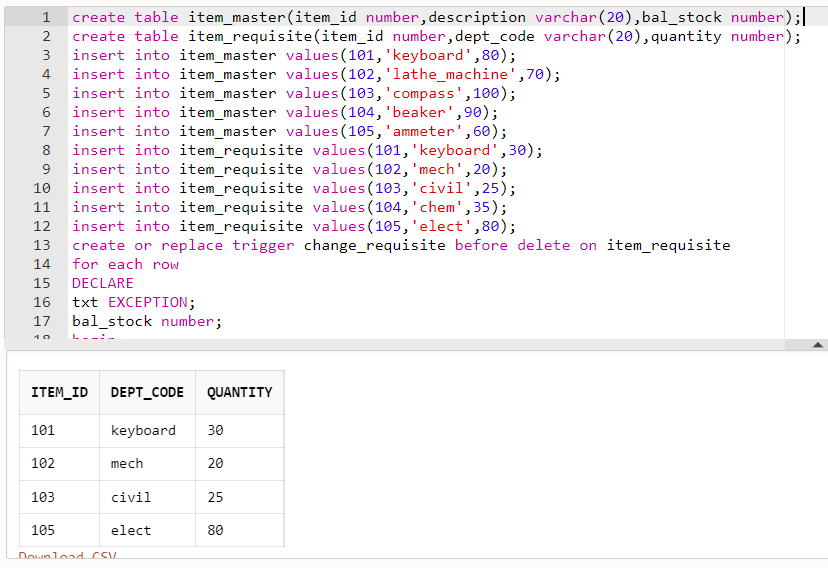 1 create table item_master(item_id number,description varchar(20),bal_stock number);
2 create table item_requisite(item_id number,dept_code varchar(20),quantity number);
3 insert into item_master values(101,'keyboard',80);
4 insert into item_master values(102,'lathe_machine',70);
5 insert into item_master values(103,'compass',100);
6 insert into item_master values(104,'beaker',90);
7 insert into item_master values(105,'ammeter',60);
8 insert into item_requisite values(101,'keyboard',30);
9 insert into item_requisite values(102,'mech',20);
10 insert into item_requisite values(103,'civil',25);
11 insert into item_requisite values(104,'chem',35);
12 insert into item_requisite values(105,'elect',80);
13 create or replace trigger change_requisite before delete on item_requisite
14 for each row
15 DECLARE
16 txt EXCEPTION;
17 bal_stock number;
18 begin
ITEM_ID DEPT_CODE QUANTITY
101 keyboard 30
102 mech 20
103 civil 25
105 elect 80
Download CSV